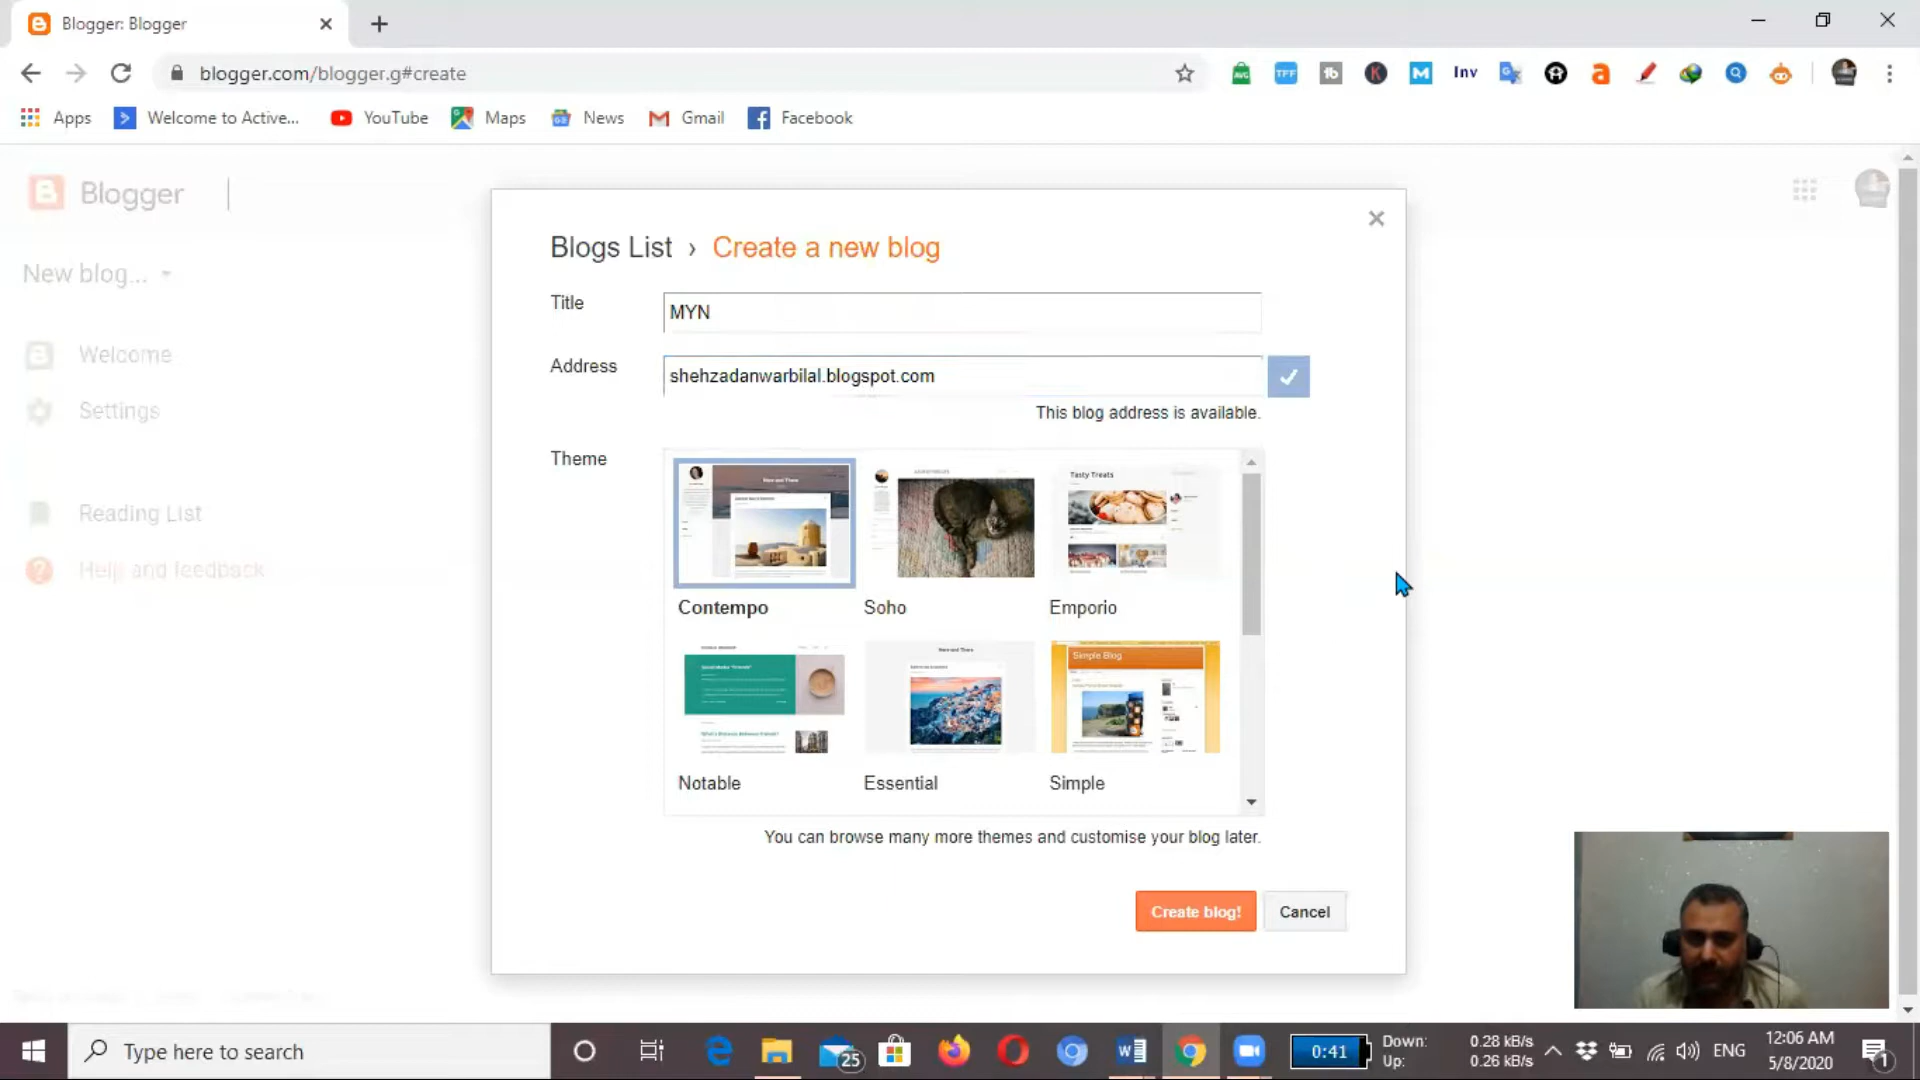 Blogger: Blogger
blogger.com/blogger.g#create
TFF
Inv
Apps
Welcome to Active...
YouTube
Maps
News
Gmail
Facebook
Blogger
New blog...
Welcome
Settings
Reading List
Help and feedback
Blogs List › Create a new blog
Title
MYN
Address
shehzadanwarbilal.blogspot.com
This blog address is available.
Theme
Tasty Treats
Contempo
Soho
Emporio
Simple Blog
Notable
Essential
Simple
You can browse many more themes and customise your blog later.
Create blog!
Cancel
Type here to search
25
0:41
Down:
0.28 kB/s
Up:
0.26 kB/s
ENG
12:06 AM
5/8/2020
1